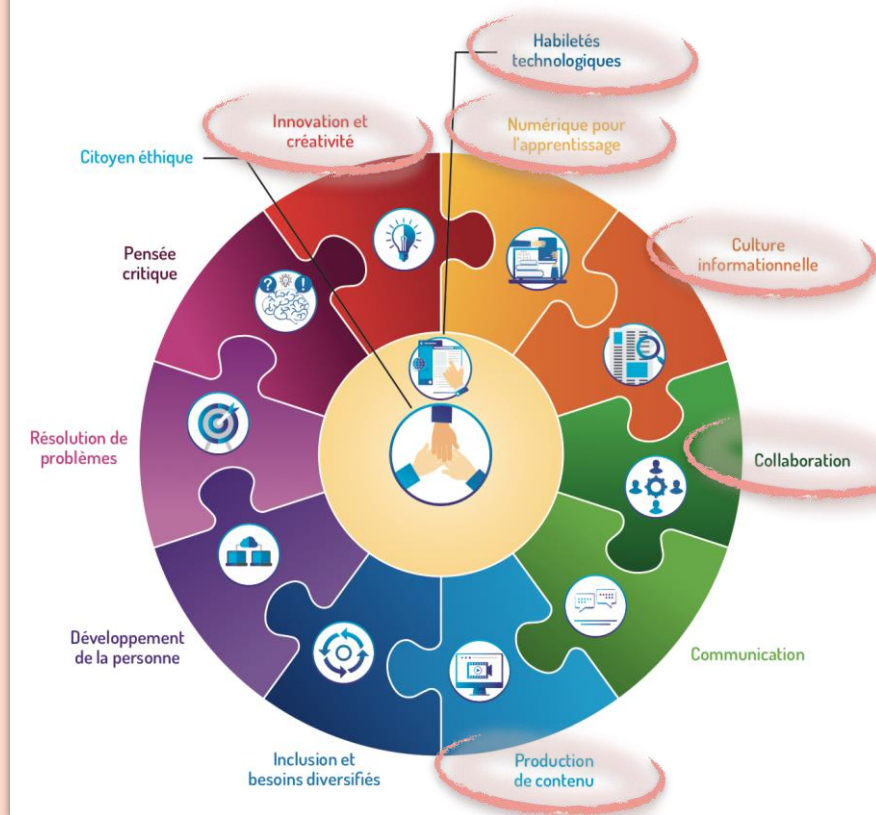 Habiletés
technologiques
Innovation et
créativité
Numérique pour
l'apprentissage
Citoyen éthique
Pensée
critique
Culture
informationnelle
Résolution de
problèmes
Collaboration
Développement
de la personne
Communication
Inclusion et
besoins diversifiés
Production
de contenu
? !